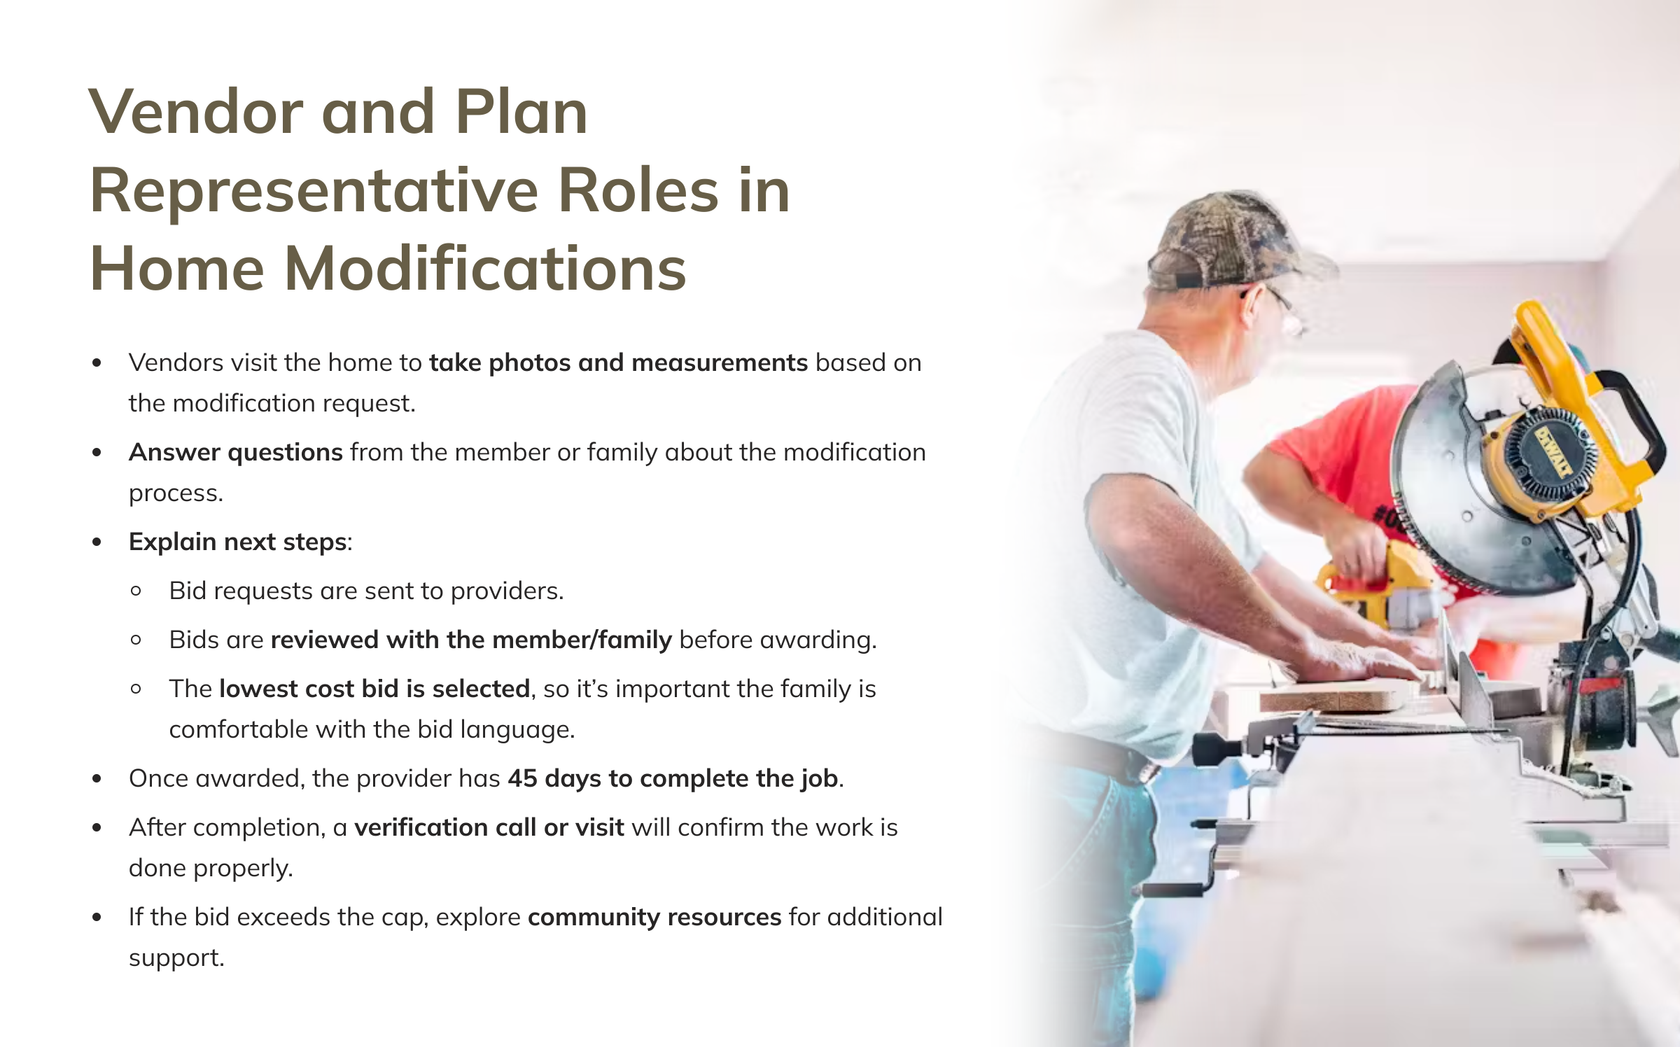 Vendor and Plan
Representative Roles in
Home Modifications
• Vendors visit the home to take photos and measurements based on
the modification request.
• Answer questions from the member or family about the modification
process.
• Explain next steps:
○ Bid requests are sent to providers.
○ Bids are reviewed with the member/family before awarding.
○ The lowest cost bid is selected, so it’s important the family is
comfortable with the bid language.
• Once awarded, the provider has 45 days to complete the job.
• After completion, a verification call or visit will confirm the work is
done properly.
• If the bid exceeds the cap, explore community resources for additional
support.
DEWALT